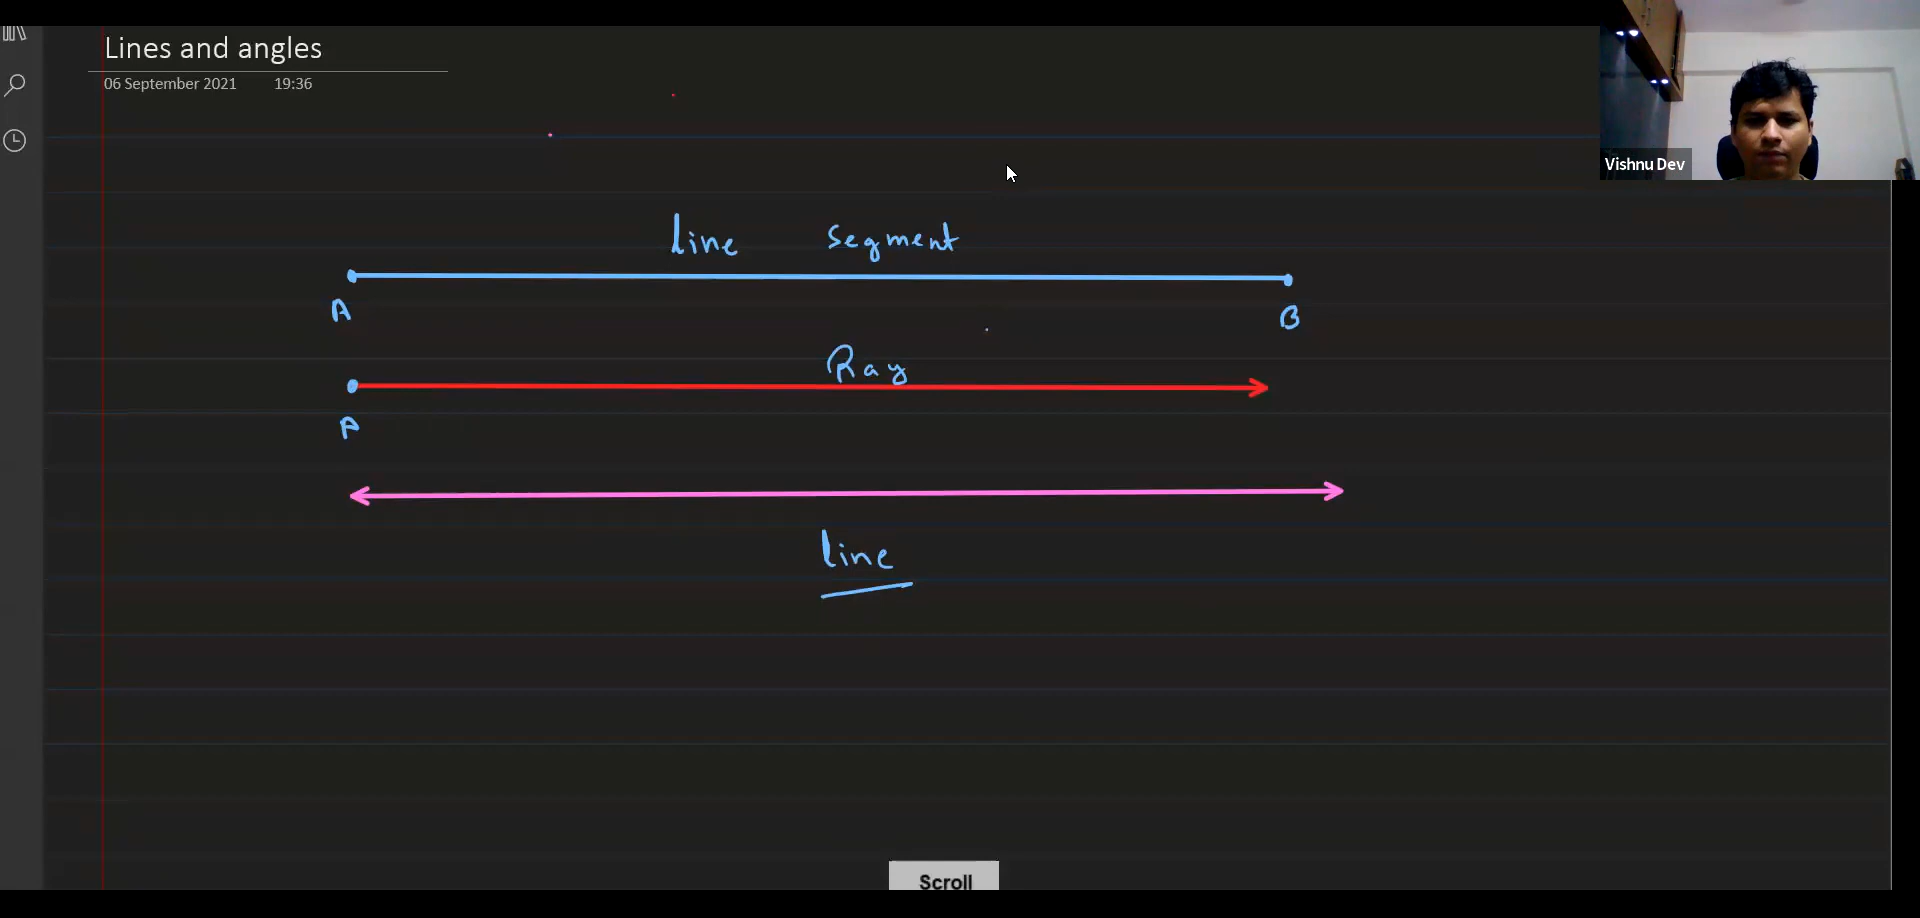 Lines and angles
06 September 2021 19:36
Vishnu Dev
line segment
A
B
Ray
A
line
Scroll